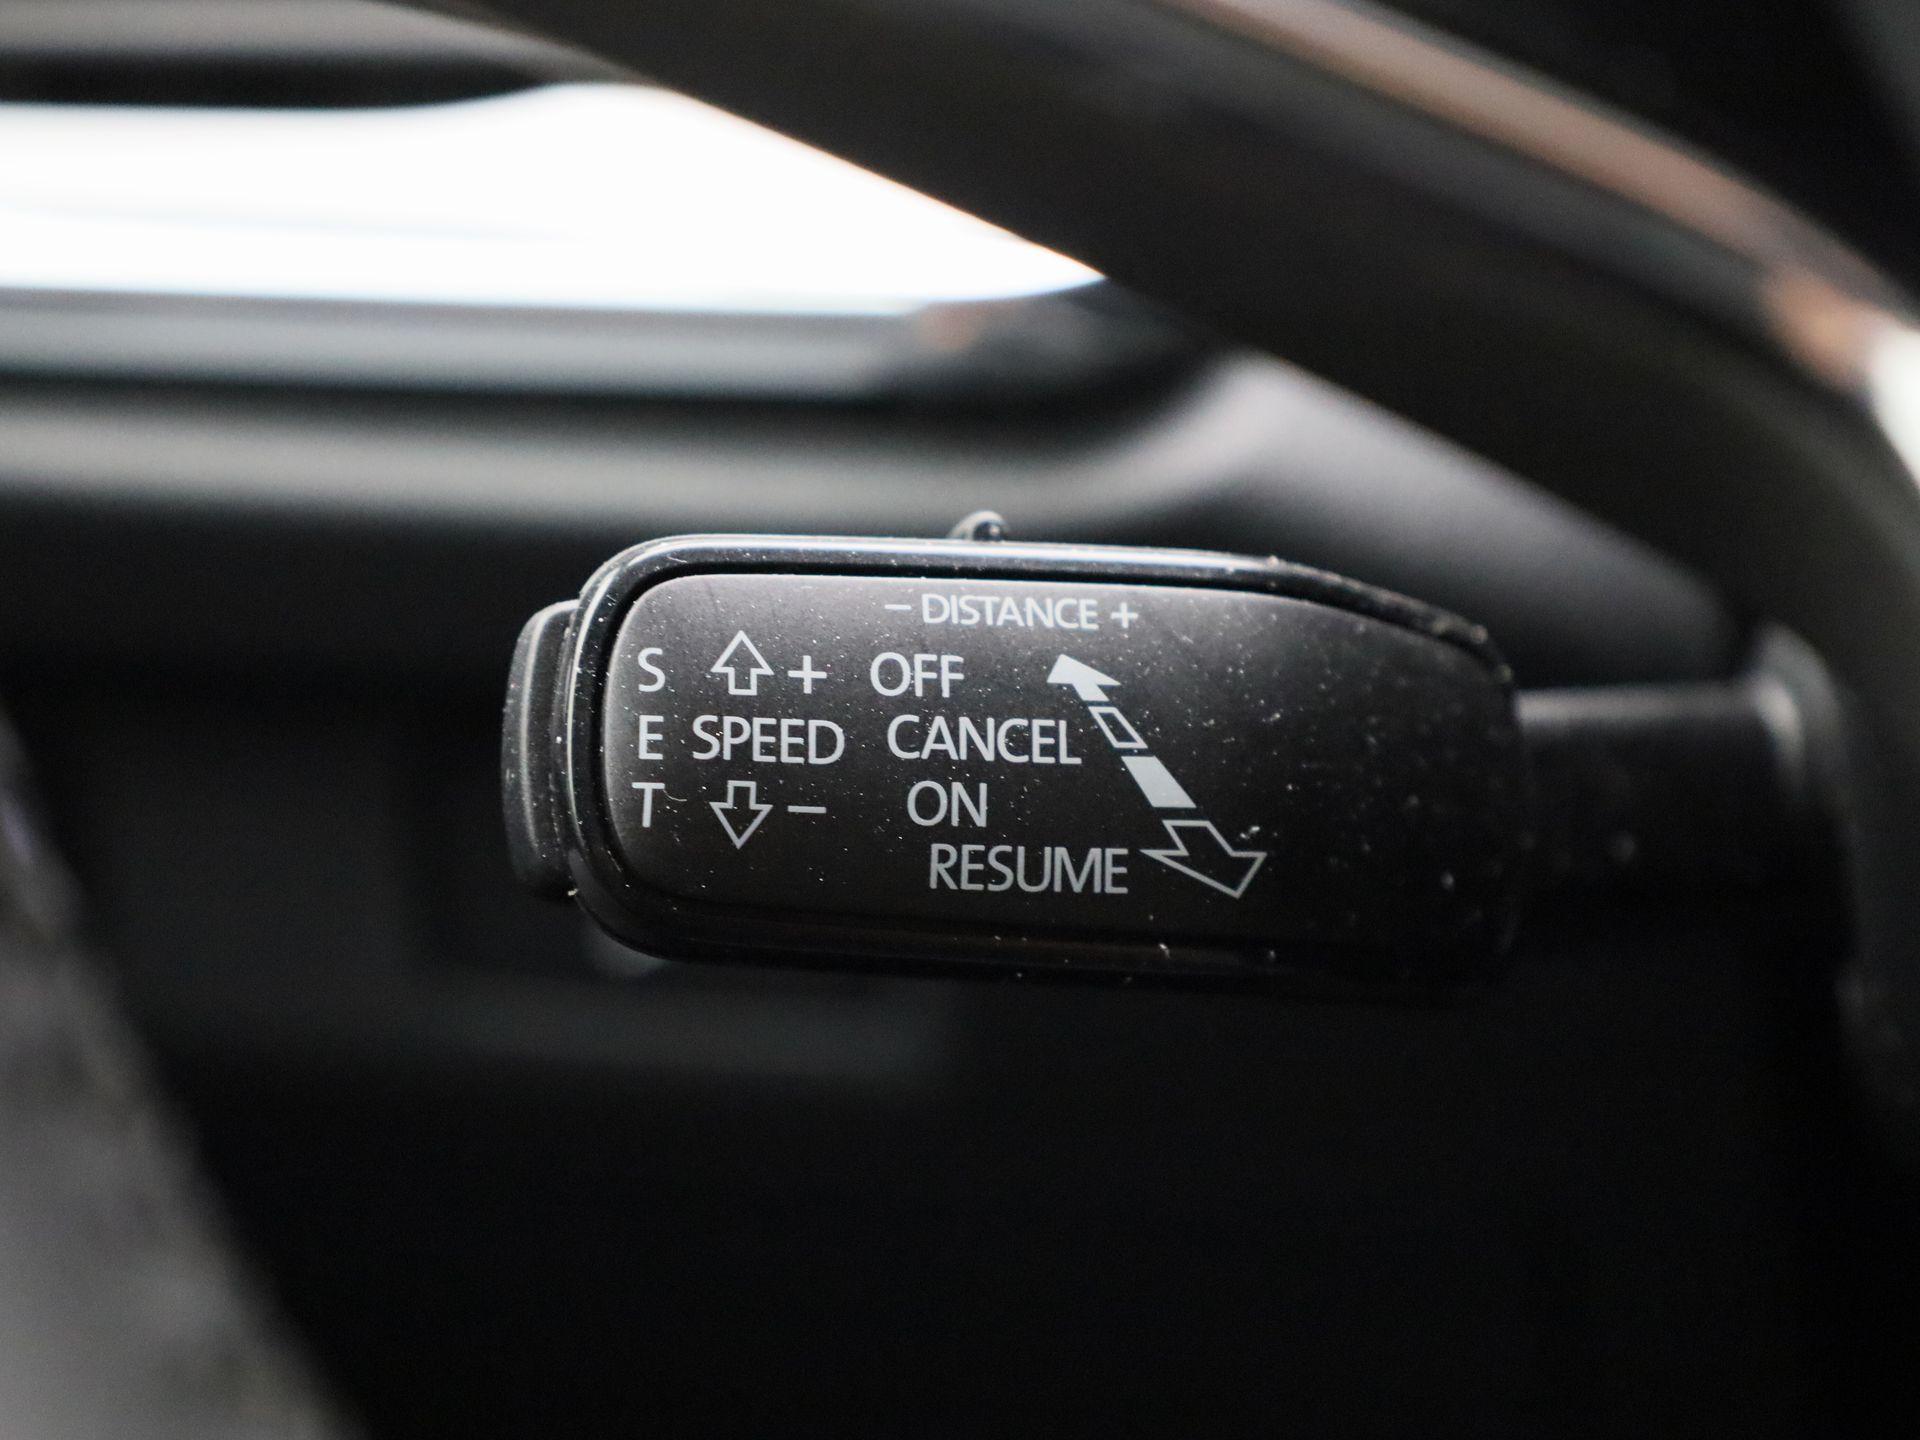 – DISTANCE +
S + OFF
E SPEED CANCEL
T – ON
RESUME